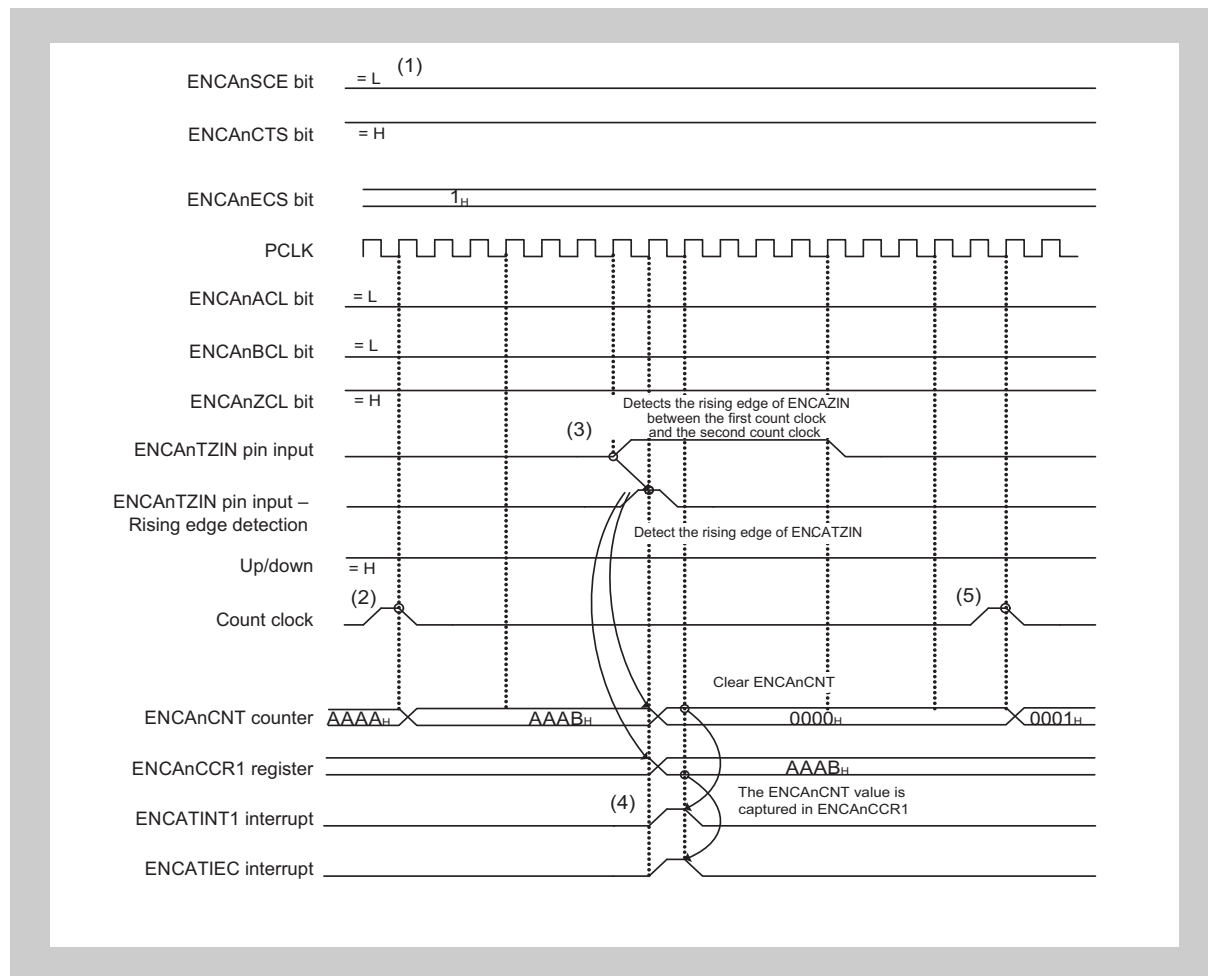 (1)
ENCAnSCE bit = L
ENCAnCTS bit = H
ENCAnECS bit 1H
PCLK
ENCAnACL bit = L
ENCAnBCL bit = L
ENCAnZCL bit = H
Detects the rising edge of ENCAZIN
between the first count clock
and the second count clock
(3)
ENCAnTZIN pin input
ENCAnTZIN pin input –
Rising edge detection
Detect the rising edge of ENCATZIN
Up/down = H
(2) (5)
Count clock
Clear ENCAnCNT
ENCAnCNT counter AAAAH AAABH 0000H 0001H
ENCAnCCR1 register AAABH
The ENCAnCNT value is
captured in ENCAnCCR1
(4)
ENCATINT1 interrupt
ENCATIEC interrupt